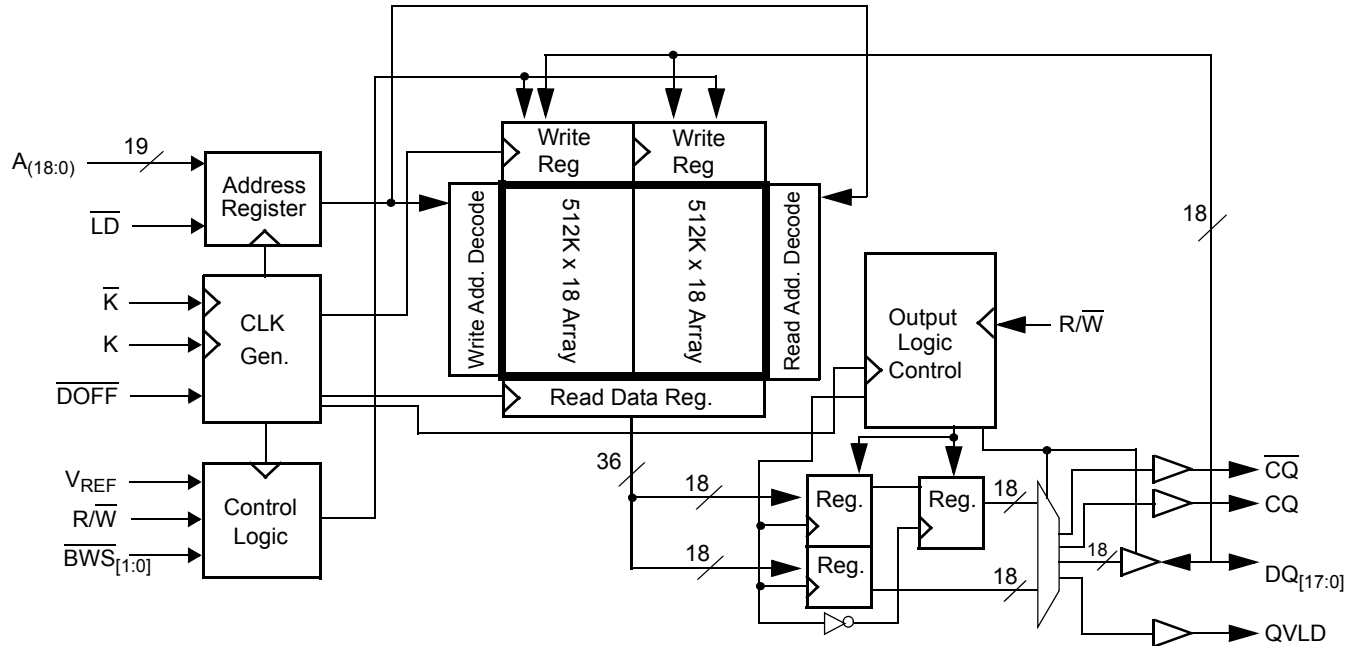 A(18:0)
19
LD
Address
Register
K
K
DOFF
CLK
Gen.
VREF
R/W
BWS[1:0]
Control
Logic
Write
Reg
Write
Reg
Write Add. Decode
512K x 18 Array
512K x 18 Array
Read Add. Decode
Read Data Reg.
18
Output
Logic
Control
R/W
36
18
18
Reg.
Reg.
Reg.
18
18
18
CQ
CQ
DQ[17:0]
QVLD